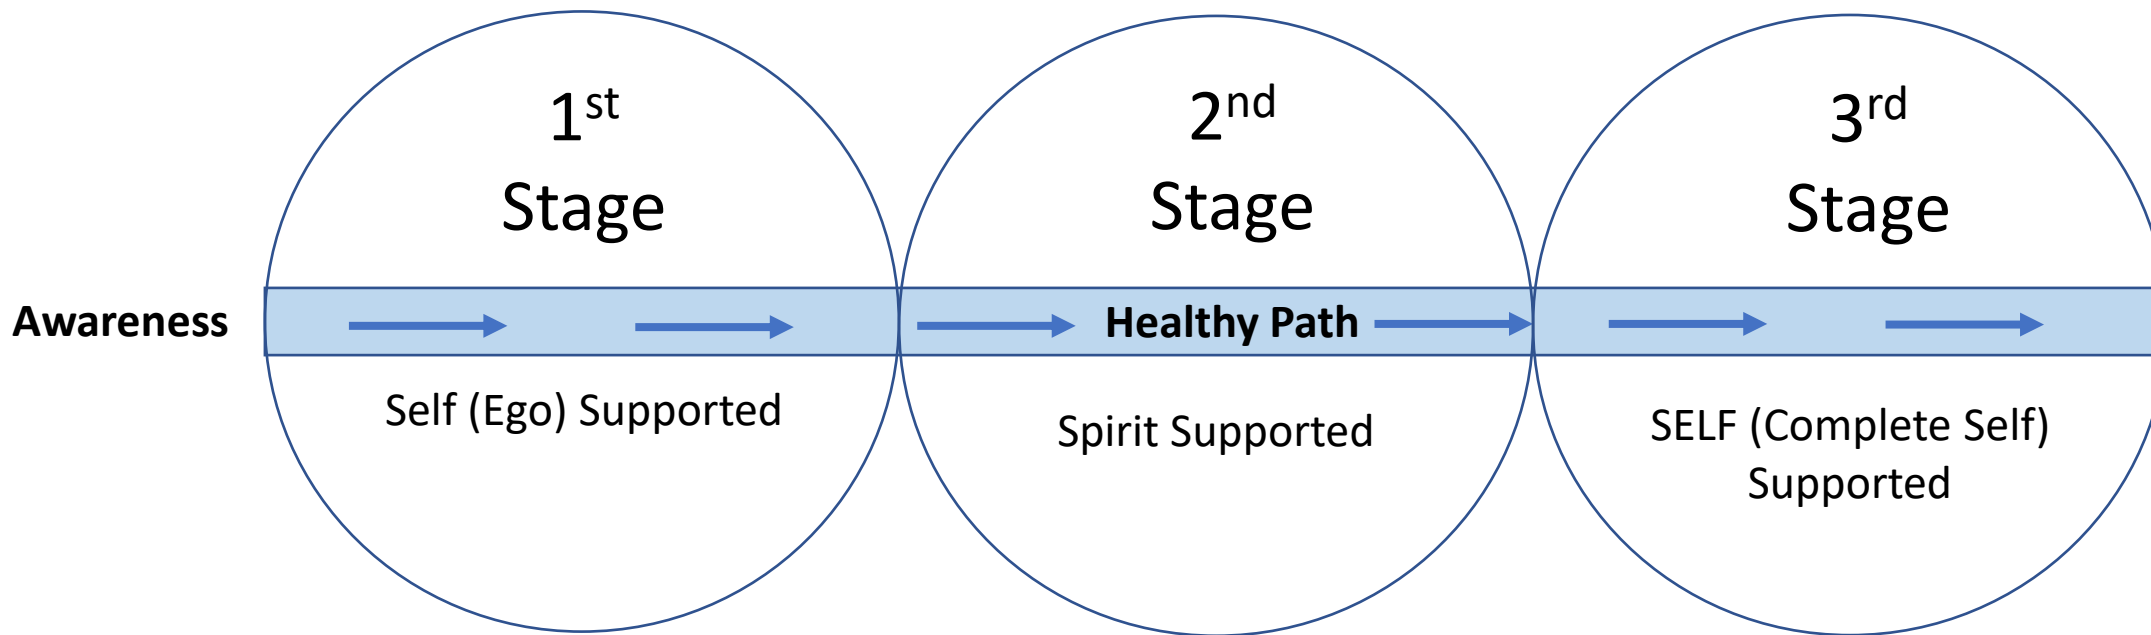 1st
Stage
2nd
Stage
3rd
Stage
Awareness
Healthy Path
Self (Ego) Supported
Spirit Supported
SELF (Complete Self)
Supported